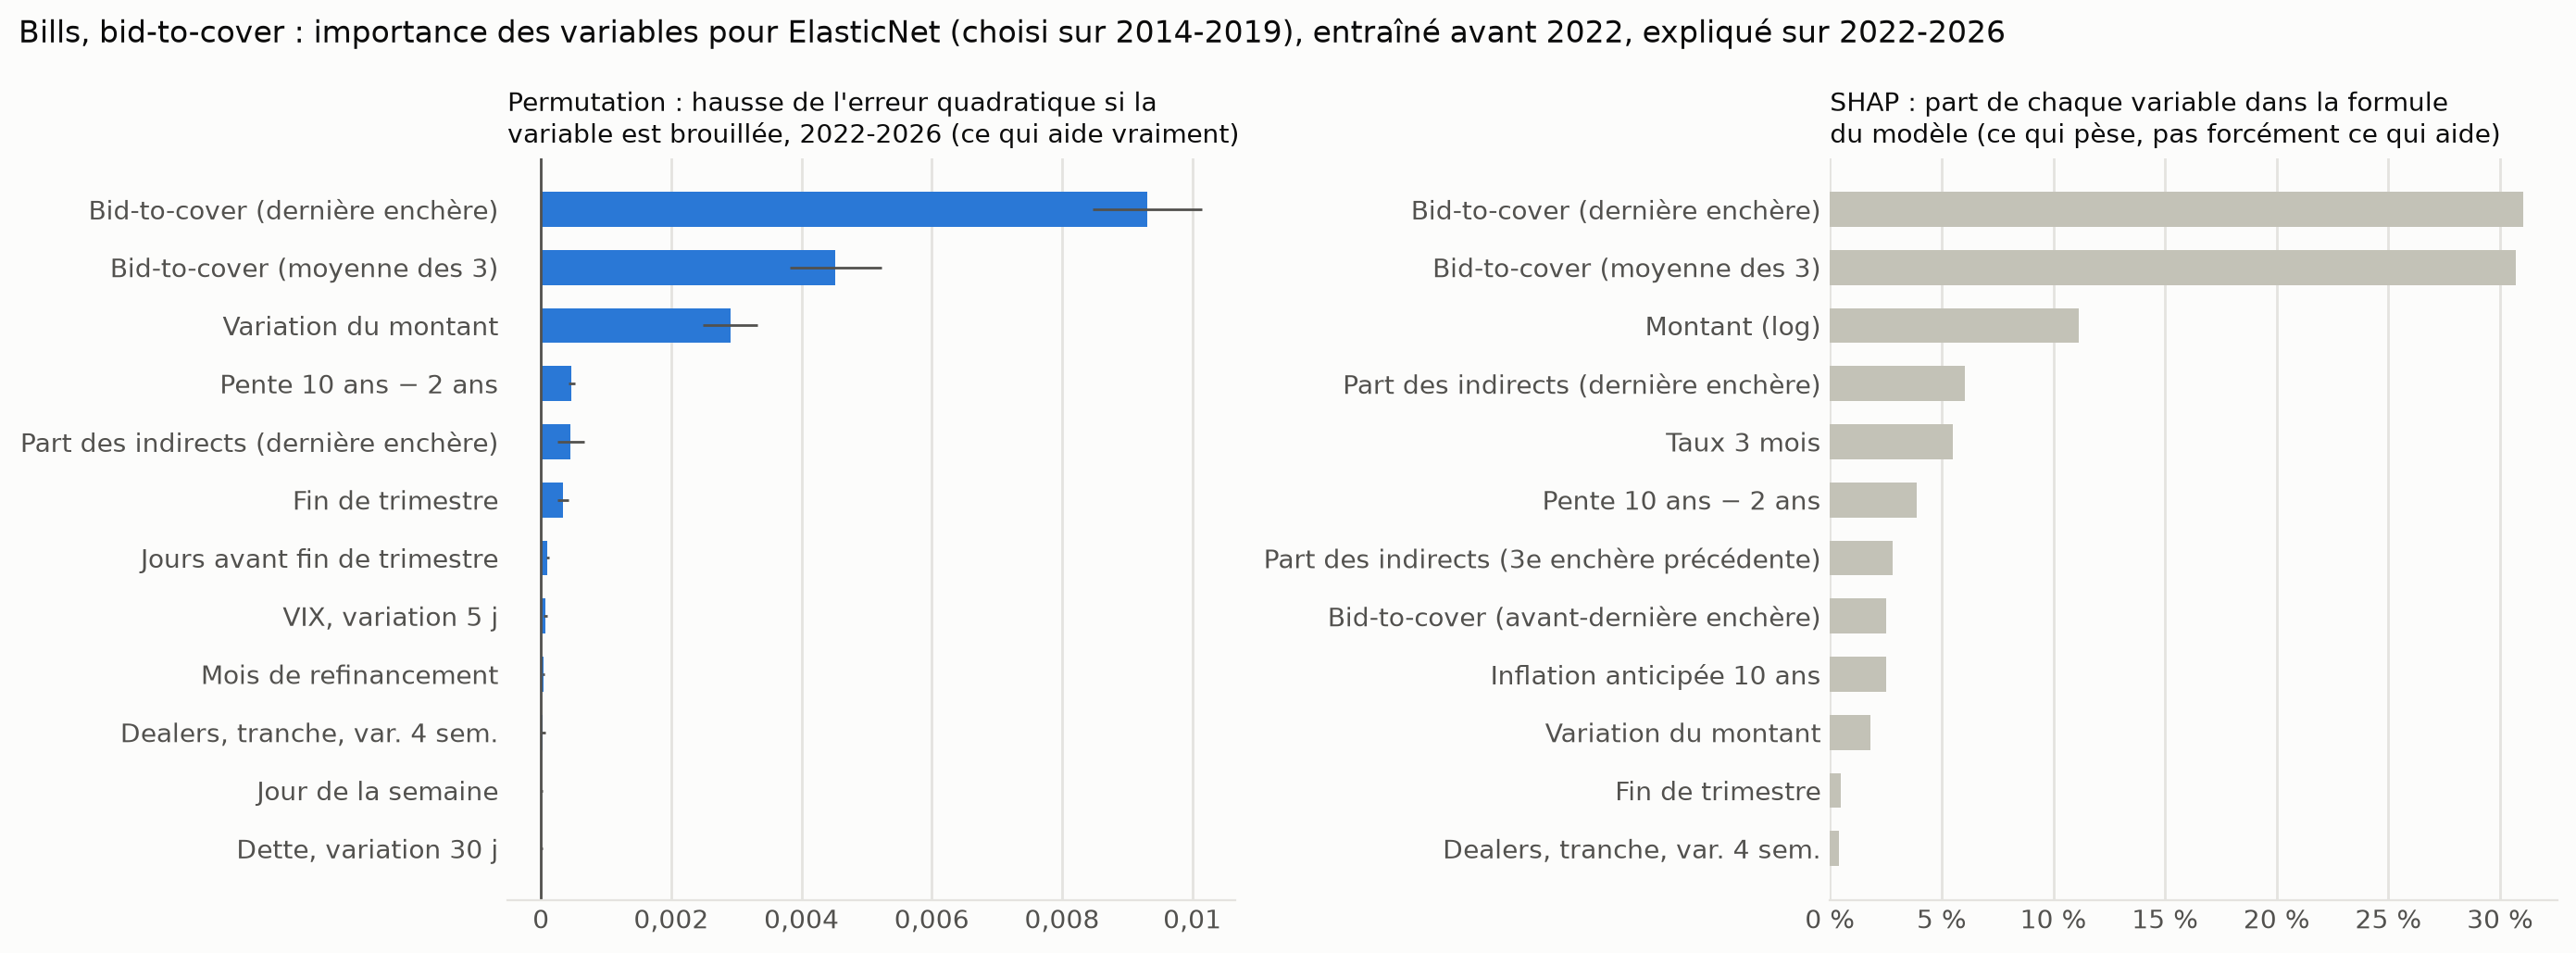 Bills, bid-to-cover : importance des variables pour ElasticNet (choisi sur 2014-2019), entraîné avant 2022, expliqué sur 2022-2026
Permutation : hausse de l'erreur quadratique si la
variable est brouillée, 2022-2026 (ce qui aide vraiment)
Bid-to-cover (dernière enchère)
Bid-to-cover (moyenne des 3)
Variation du montant
Pente 10 ans − 2 ans
Part des indirects (dernière enchère)
Fin de trimestre
Jours avant fin de trimestre
VIX, variation 5 j
Mois de refinancement
Dealers, tranche, var. 4 sem.
Jour de la semaine
Dette, variation 30 j
0 0,002 0,004 0,006 0,008 0,01
SHAP : part de chaque variable dans la formule
du modèle (ce qui pèse, pas forcément ce qui aide)
Bid-to-cover (dernière enchère)
Bid-to-cover (moyenne des 3)
Montant (log)
Part des indirects (dernière enchère)
Taux 3 mois
Pente 10 ans − 2 ans
Part des indirects (3e enchère précédente)
Bid-to-cover (avant-dernière enchère)
Inflation anticipée 10 ans
Variation du montant
Fin de trimestre
Dealers, tranche, var. 4 sem.
0 % 5 % 10 % 15 % 20 % 25 % 30 %